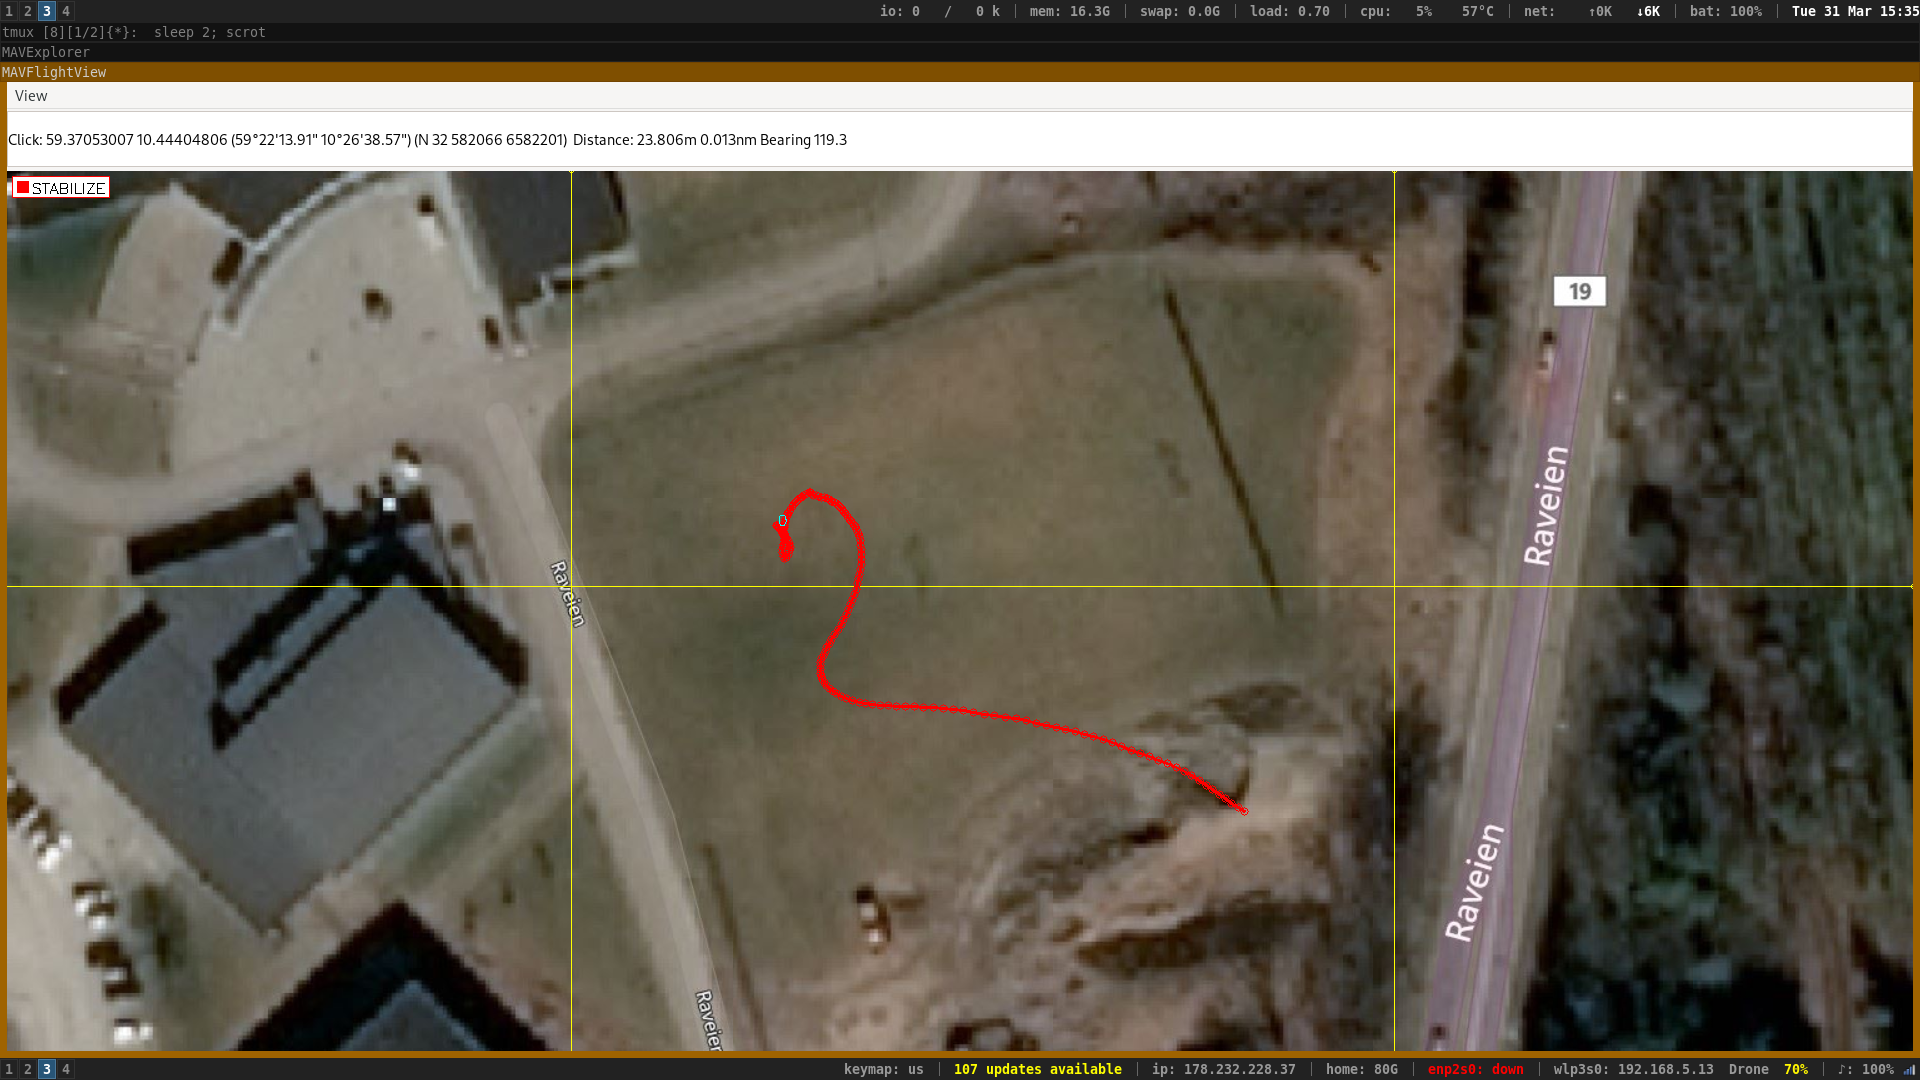 1 2 3 4 io: 0 / 0 k | mem: 16.3G | swap: 0.0G | load: 0.70 | cpu: 5% 57°C | net: ↑0K ↓6K | bat: 100% | Tue 31 Mar 15:35
tmux [8][1/2]{*}: sleep 2; scrot
MAVExplorer
MAVFlightView
View
Click: 59.37053007 10.44404806 (59°22'13.91" 10°26'38.57") (N 32 582066 6582201) Distance: 23.806m 0.013nm Bearing 119.3
STABILIZE
19
Raveien
Raveien
Raveien
Raveien
1 2 3 4 keymap: us | 107 updates available | ip: 178.232.228.37 | home: 80G | enp2s0: down | wlp3s0: 192.168.5.13 Drone 70% | ♪: 100%